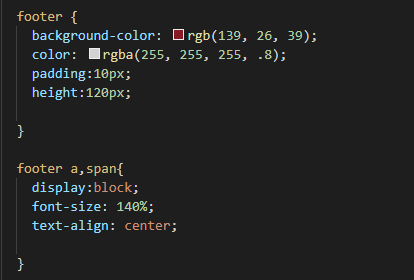 footer {
background-color: rgb(139, 26, 39);
color: rgba(255, 255, 255, .8);
padding:10px;
height:120px;
}
footer a,span{
display:block;
font-size: 140%;
text-align: center;
}